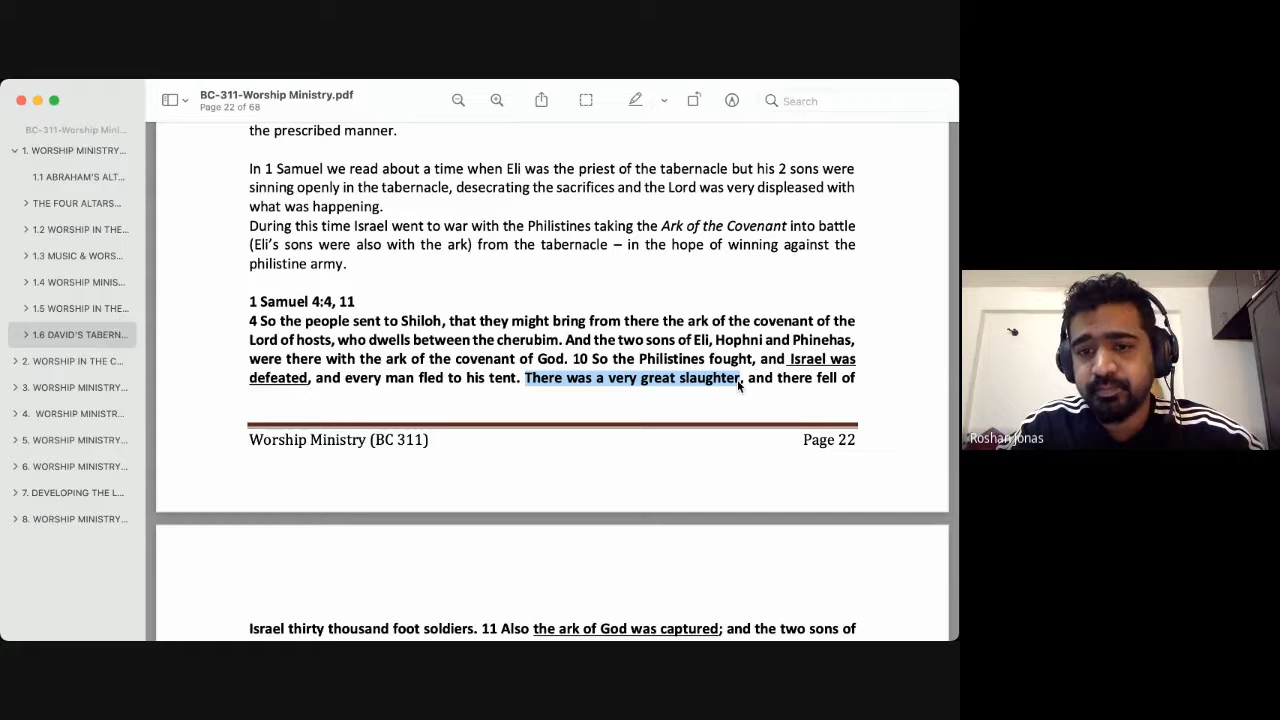 BC-311-Worship Ministry.pdf
Page 22 of 68
Search
BC-311-Worship Mini...
1. WORSHIP MINISTRY...
1.1 ABRAHAM'S ALT...
THE FOUR ALTARS...
1.2 WORSHIP IN THE...
1.3 MUSIC & WORS...
1.4 WORSHIP MINIS...
1.5 WORSHIP IN THE...
1.6 DAVID'S TABERN...
2. WORSHIP IN THE C...
3. WORSHIP MINISTRY...
4. WORSHIP MINISTR...
5. WORSHIP MINISTRY...
6. WORSHIP MINISTRY...
7. DEVELOPING THE L...
8. WORSHIP MINISTRY...
the prescribed manner.
In 1 Samuel we read about a time when Eli was the priest of the tabernacle but his 2 sons were
sinning openly in the tabernacle, desecrating the sacrifices and the Lord was very displeased with
what was happening.
During this time Israel went to war with the Philistines taking the Ark of the Covenant into battle
(Eli's sons were also with the ark) from the tabernacle – in the hope of winning against the
philistine army.
1 Samuel 4:4, 11
4 So the people sent to Shiloh, that they might bring from there the ark of the covenant of the
Lord of hosts, who dwells between the cherubim. And the two sons of Eli, Hophni and Phinehas,
were there with the ark of the covenant of God. 10 So the Philistines fought, and Israel was
defeated, and every man fled to his tent. There was a very great slaughter, and there fell of
Worship Ministry (BC 311) Page 22
Israel thirty thousand foot soldiers. 11 Also the ark of God was captured; and the two sons of
Roshan Jonas